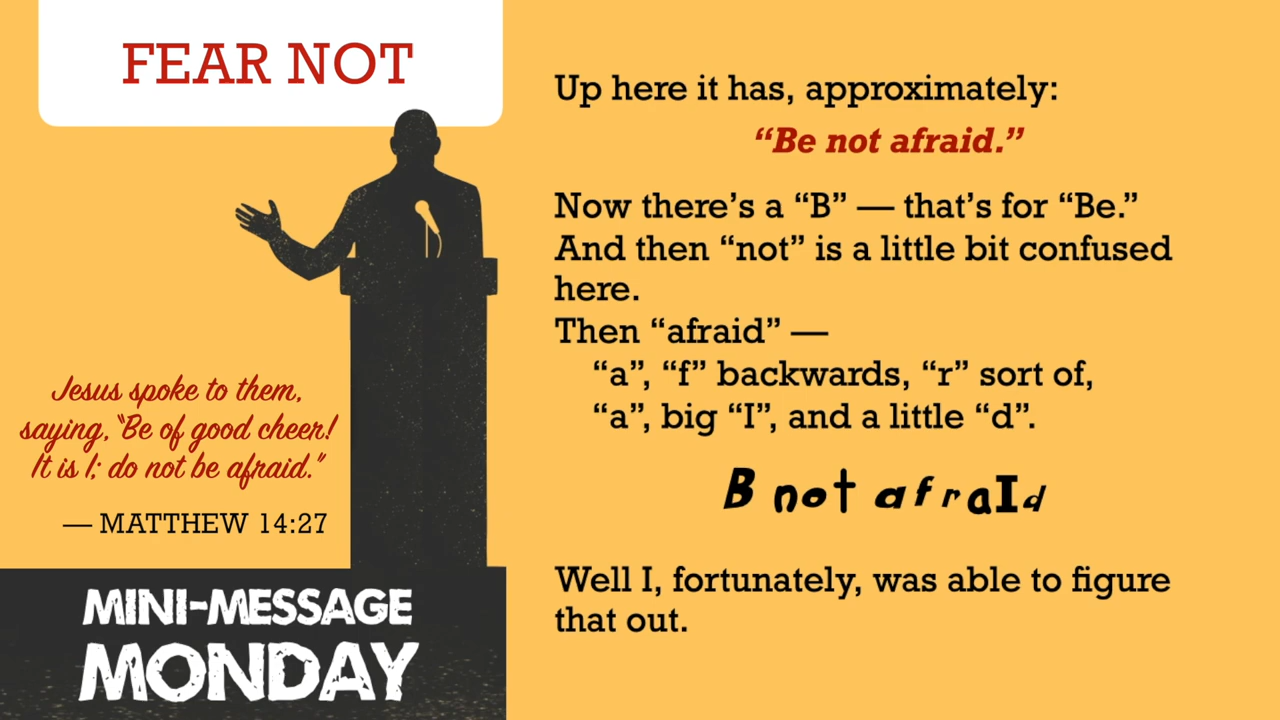 FEAR NOT
Jesus spoke to them,
saying, “Be of good cheer!
It is I; do not be afraid.”
— MATTHEW 14:27
MINI-MESSAGE
MONDAY
Up here it has, approximately:
“Be not afraid.”
Now there’s a “B” — that’s for “Be.”
And then “not” is a little bit confused
here.
Then “afraid” —
“a”, “f” backwards, “r” sort of,
“a”, big “I”, and a little “d”.
B not afraId
Well I, fortunately, was able to figure
that out.